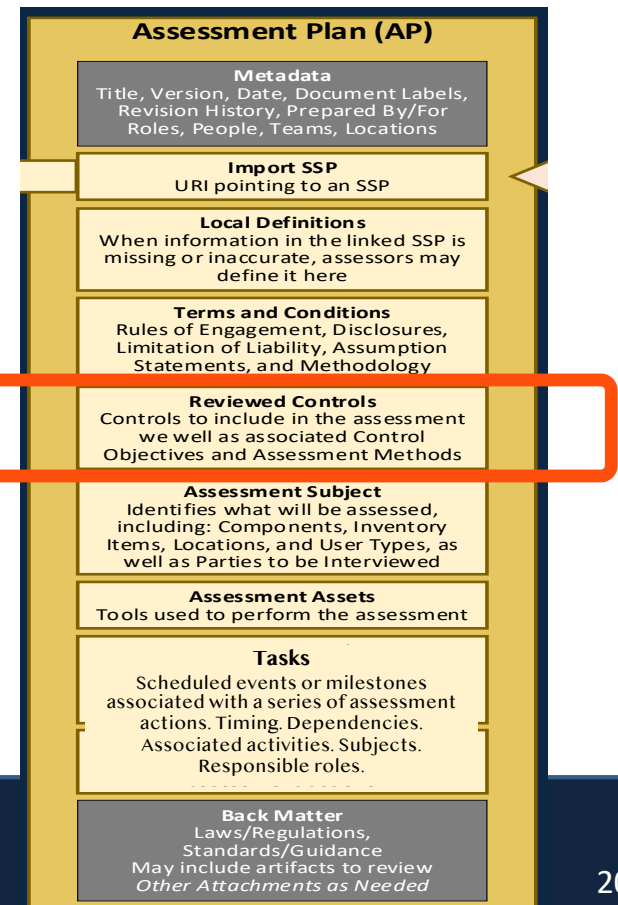 Assessment Plan (AP)
Metadata
Title, Version, Date, Document Labels,
Revision History, Prepared By/For
Roles, People, Teams, Locations
Import SSP
URI pointing to an SSP
Local Definitions
When information in the linked SSP is
missing or inaccurate, assessors may
define it here
Terms and Conditions
Rules of Engagement, Disclosures,
Limitation of Liability, Assumption
Statements, and Methodology
Reviewed Controls
Controls to include in the assessment
we well as associated Control
Objectives and Assessment Methods
Assessment Subject
Identifies what will be assessed,
including: Components, Inventory
Items, Locations, and User Types, as
well as Parties to be Interviewed
Assessment Assets
Tools used to perform the assessment
Tasks
Scheduled events or milestones
associated with a series of assessment
actions. Timing. Dependencies.
Associated activities. Subjects.
Responsible roles.
Back Matter
Laws/Regulations,
Standards/Guidance
May include artifacts to review
Other Attachments as Needed